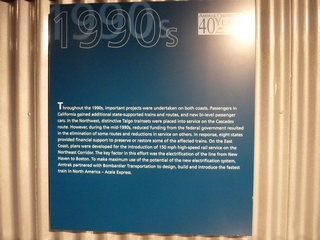 1990s
40 YEARS
Throughout the 1990s, important projects were undertaken on both coasts. Passengers in
California gained additional state-supported trains and routes, and new bi-level passenger
cars. In the Northwest, distinctive Talgo trainsets were placed into service on the Cascades
route. However, during the mid-1990s, reduced funding from the federal government resulted
in the elimination of some routes and reductions in service on others. In response, eight states
provided financial support to preserve or restore some of the affected trains. On the East
Coast, plans were developed for the introduction of 150 mph high-speed rail service on the
Northeast Corridor. The key factor in this effort was the electrification of the line from New
Haven to Boston. To make maximum use of the potential of the new electrification system,
Amtrak partnered with Bombardier Transportation to design, build and introduce the fastest
train in North America – Acela Express.